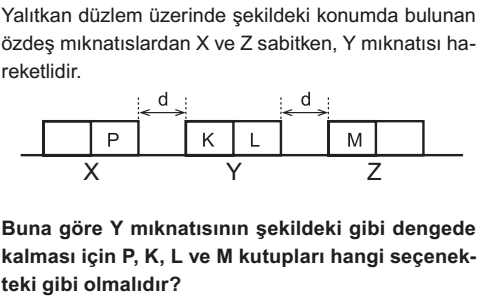 Yalıtkan düzlem üzerinde şekildeki konumda bulunan
özdeş mıknatıslardan X ve Z sabitken, Y mıknatısı ha-
reketlidir.
d d
P K L M
X Y Z
Buna göre Y mıknatısının şekildeki gibi dengede
kalması için P, K, L ve M kutupları hangi seçenek-
teki gibi olmalıdır?